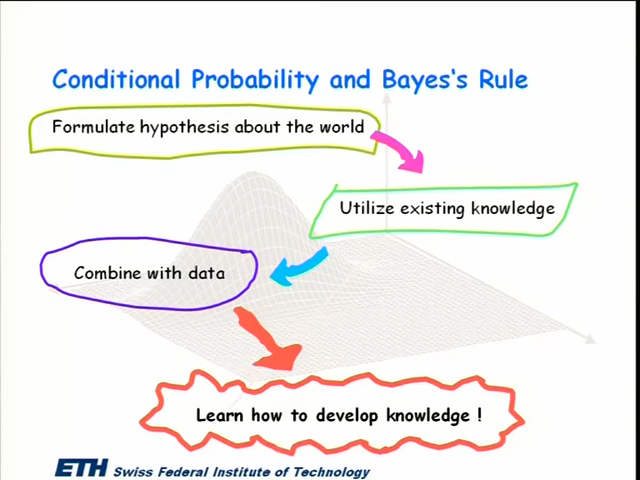 Conditional Probability and Bayes‘s Rule
Formulate hypothesis about the world
Utilize existing knowledge
Combine with data
Learn how to develop knowledge !
ETH Swiss Federal Institute of Technology